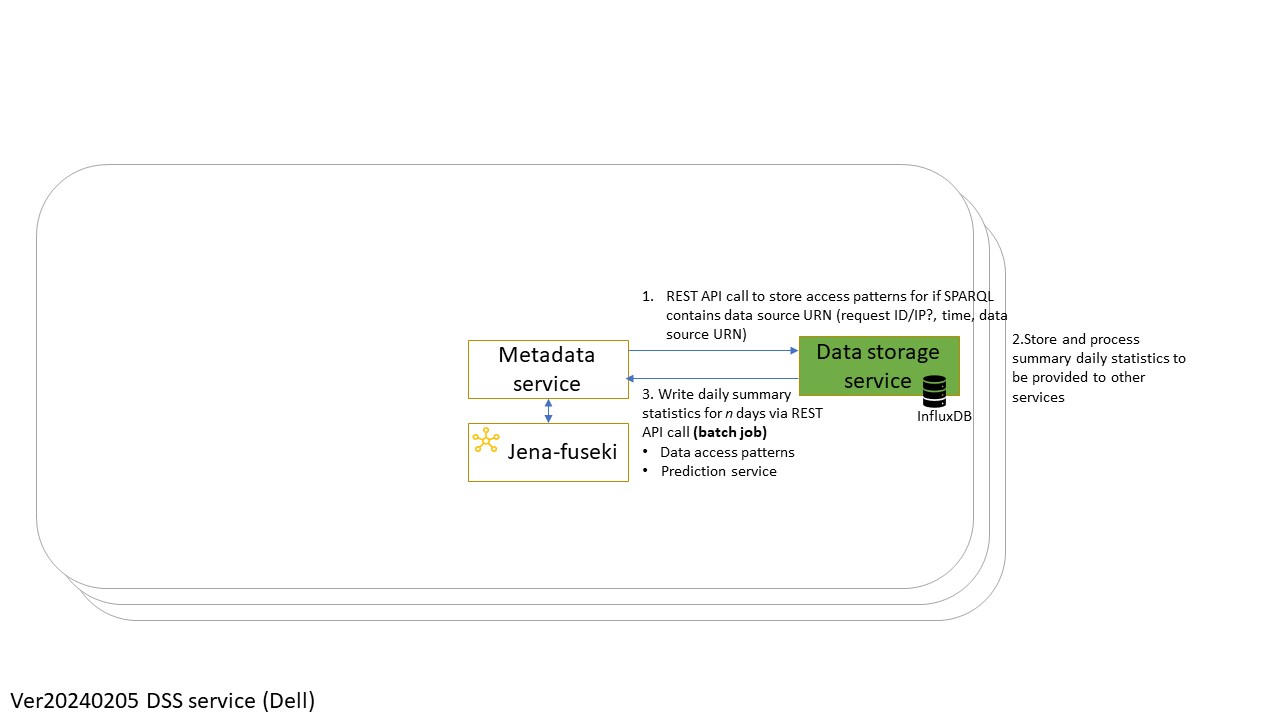 1. REST API call to store access patterns for if SPARQL
contains data source URN (request ID/IP?, time, data
source URN)
Metadata
service
Data storage
service
InfluxDB
2.Store and process
summary daily statistics to
be provided to other
services
3. Write daily summary
statistics for n days via REST
API call (batch job)
• Data access patterns
• Prediction service
Jena-fuseki
Ver20240205 DSS service (Dell)